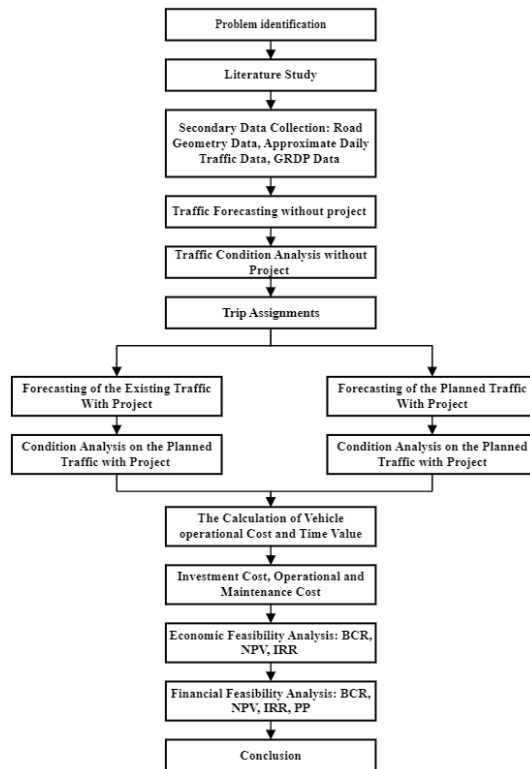 Problem identification
Literature Study
Secondary Data Collection: Road
Geometry Data, Approximate Daily
Traffic Data, GRDP Data
Traffic Forecasting without project
Traffic Condition Analysis without
Project
Trip Assignments
Forecasting of the Existing Traffic
With Project
Forecasting of the Planned Traffic
With Project
Condition Analysis on the Planned
Traffic with Project
Condition Analysis on the Planned
Traffic with Project
The Calculation of Vehicle
operational Cost and Time Value
Investment Cost, Operational and
Maintenance Cost
Economic Feasibility Analysis: BCR,
NPV, IRR
Financial Feasibility Analysis: BCR,
NPV, IRR, PP
Conclusion